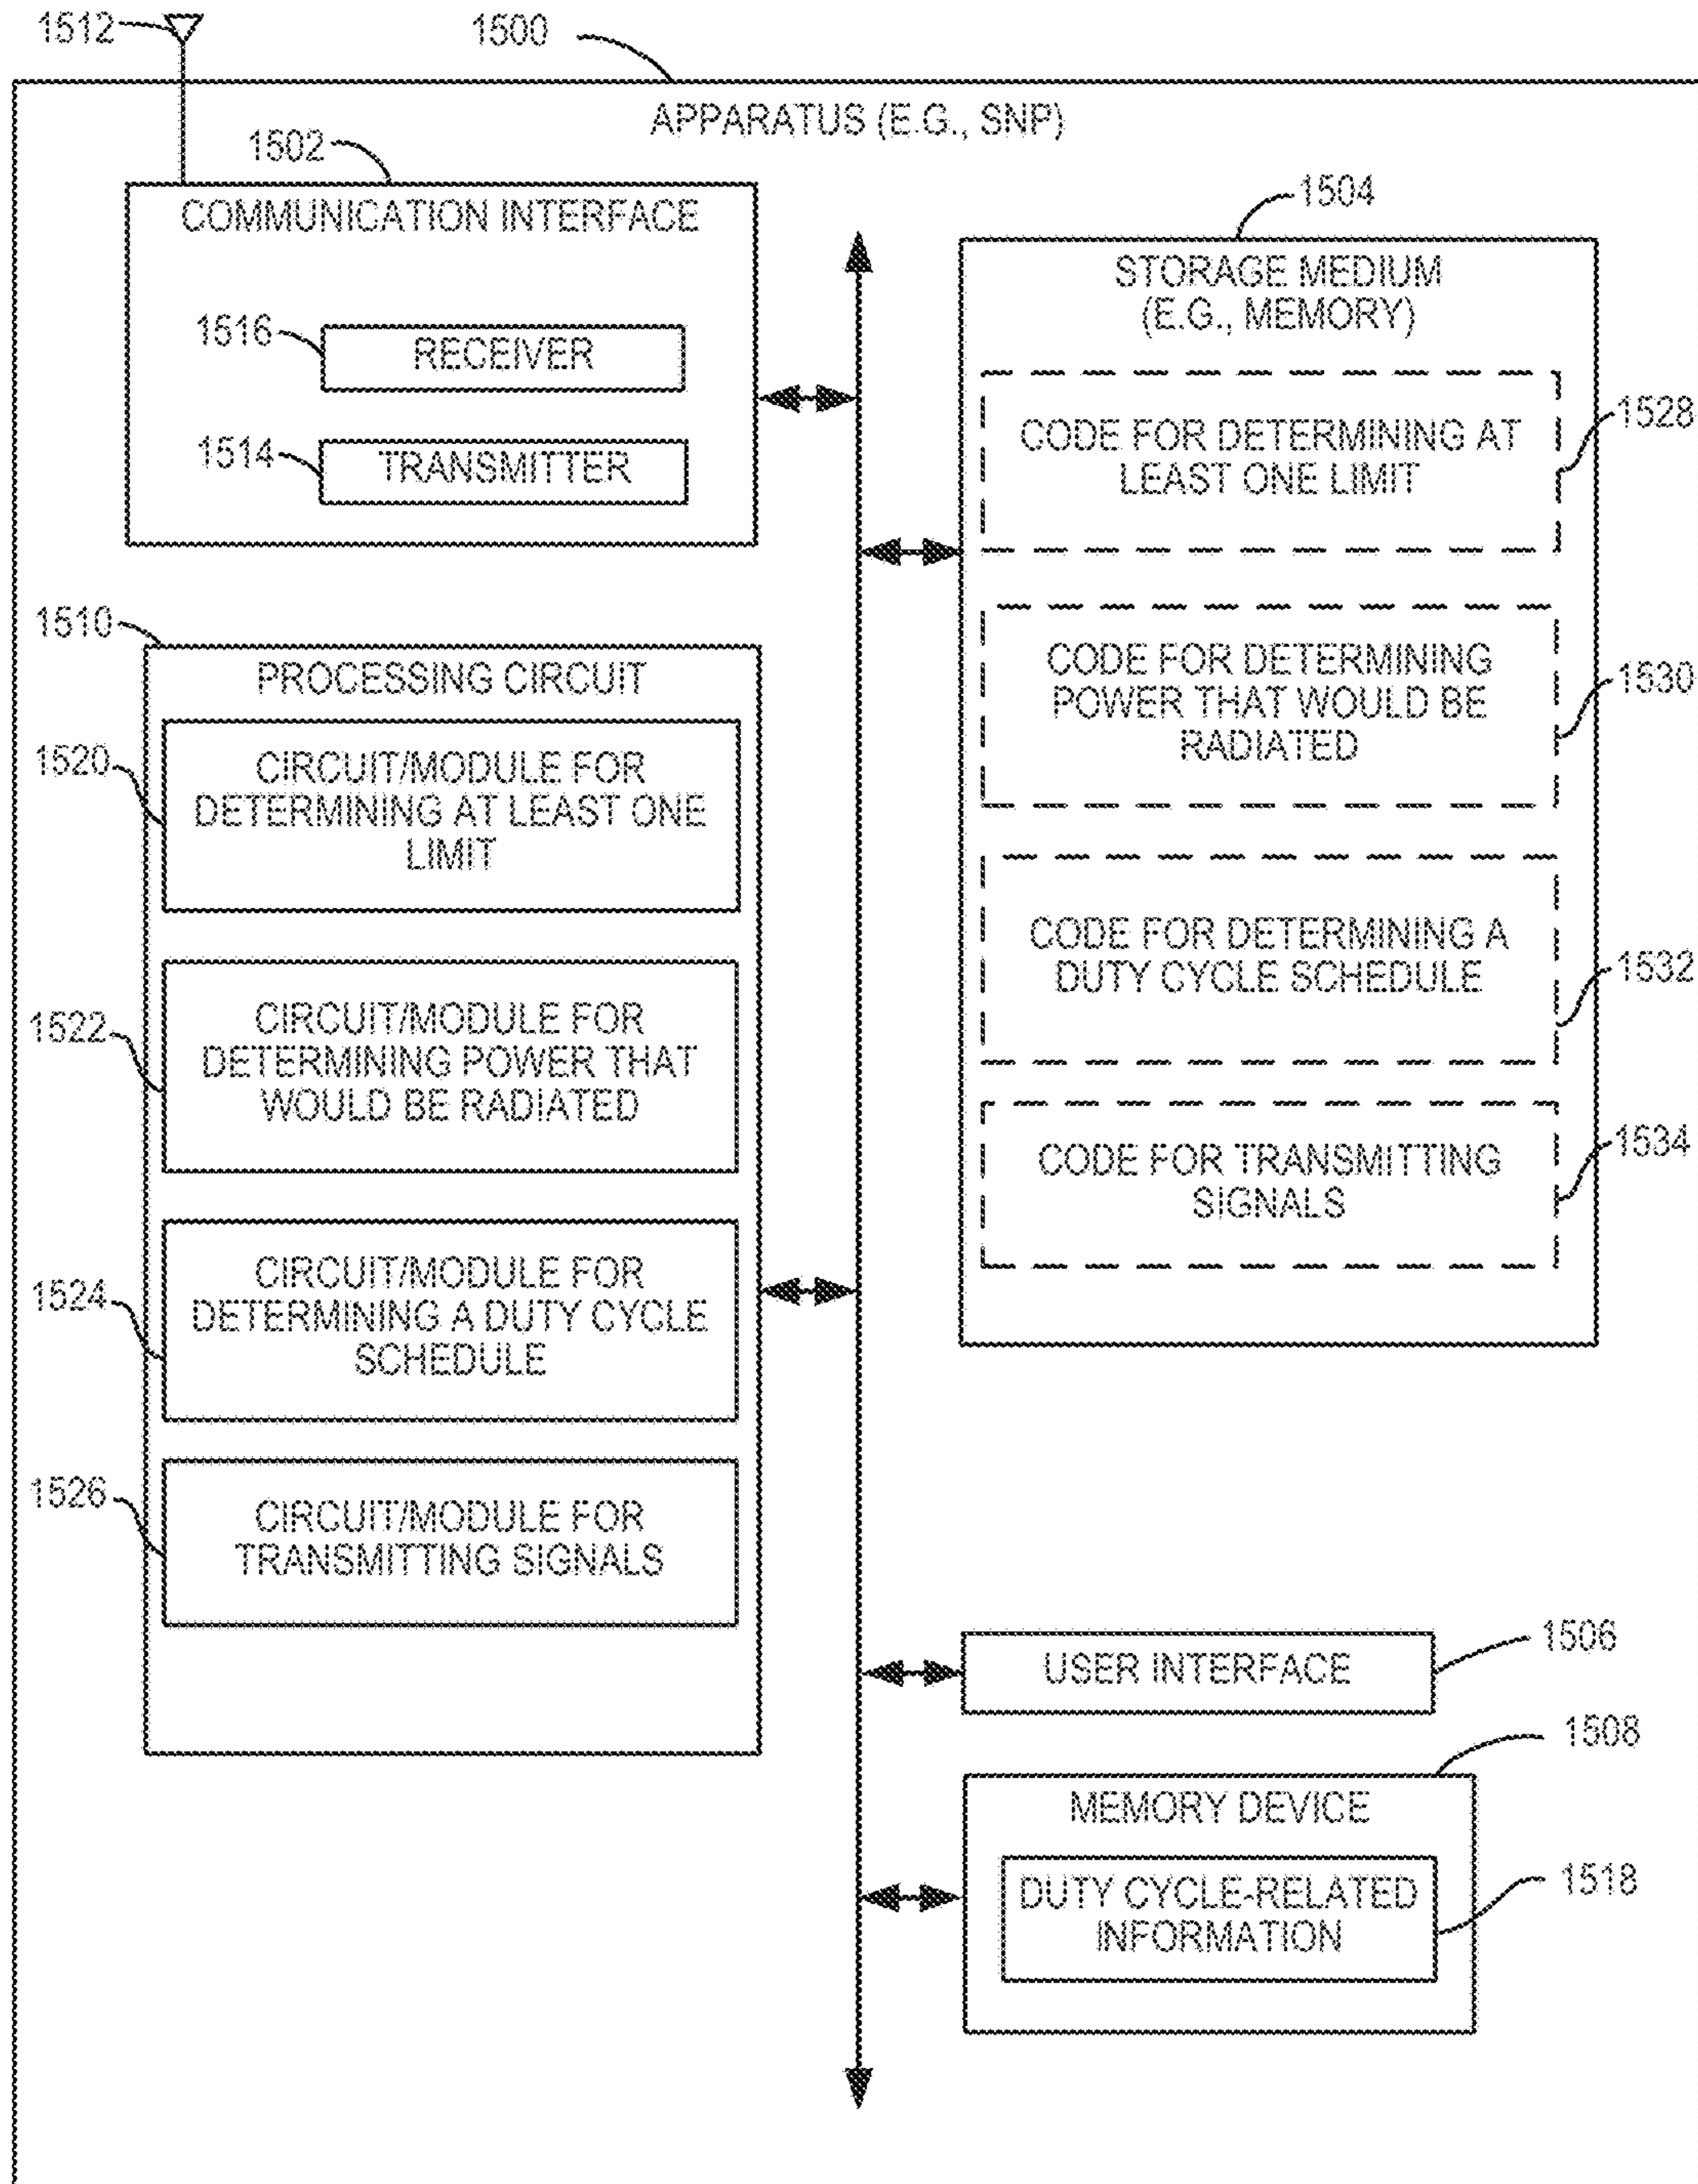 1512
1500
APPARATUS (E.G., SNP)
1502
COMMUNICATION INTERFACE
1516
RECEIVER
1514
TRANSMITTER
1504
STORAGE MEDIUM
(E.G., MEMORY)
CODE FOR DETERMINING AT
LEAST ONE LIMIT
1528
CODE FOR DETERMINING
POWER THAT WOULD BE
RADIATED
1530
CODE FOR DETERMINING A
DUTY CYCLE SCHEDULE
1532
CODE FOR TRANSMITTING
SIGNALS
1534
1510
PROCESSING CIRCUIT
1520
CIRCUIT/MODULE FOR
DETERMINING AT LEAST ONE
LIMIT
1522
CIRCUIT/MODULE FOR
DETERMINING POWER THAT
WOULD BE RADIATED
1524
CIRCUIT/MODULE FOR
DETERMINING A DUTY CYCLE
SCHEDULE
1526
CIRCUIT/MODULE FOR
TRANSMITTING SIGNALS
USER INTERFACE
1506
1508
MEMORY DEVICE
DUTY CYCLE-RELATED
INFORMATION
1518